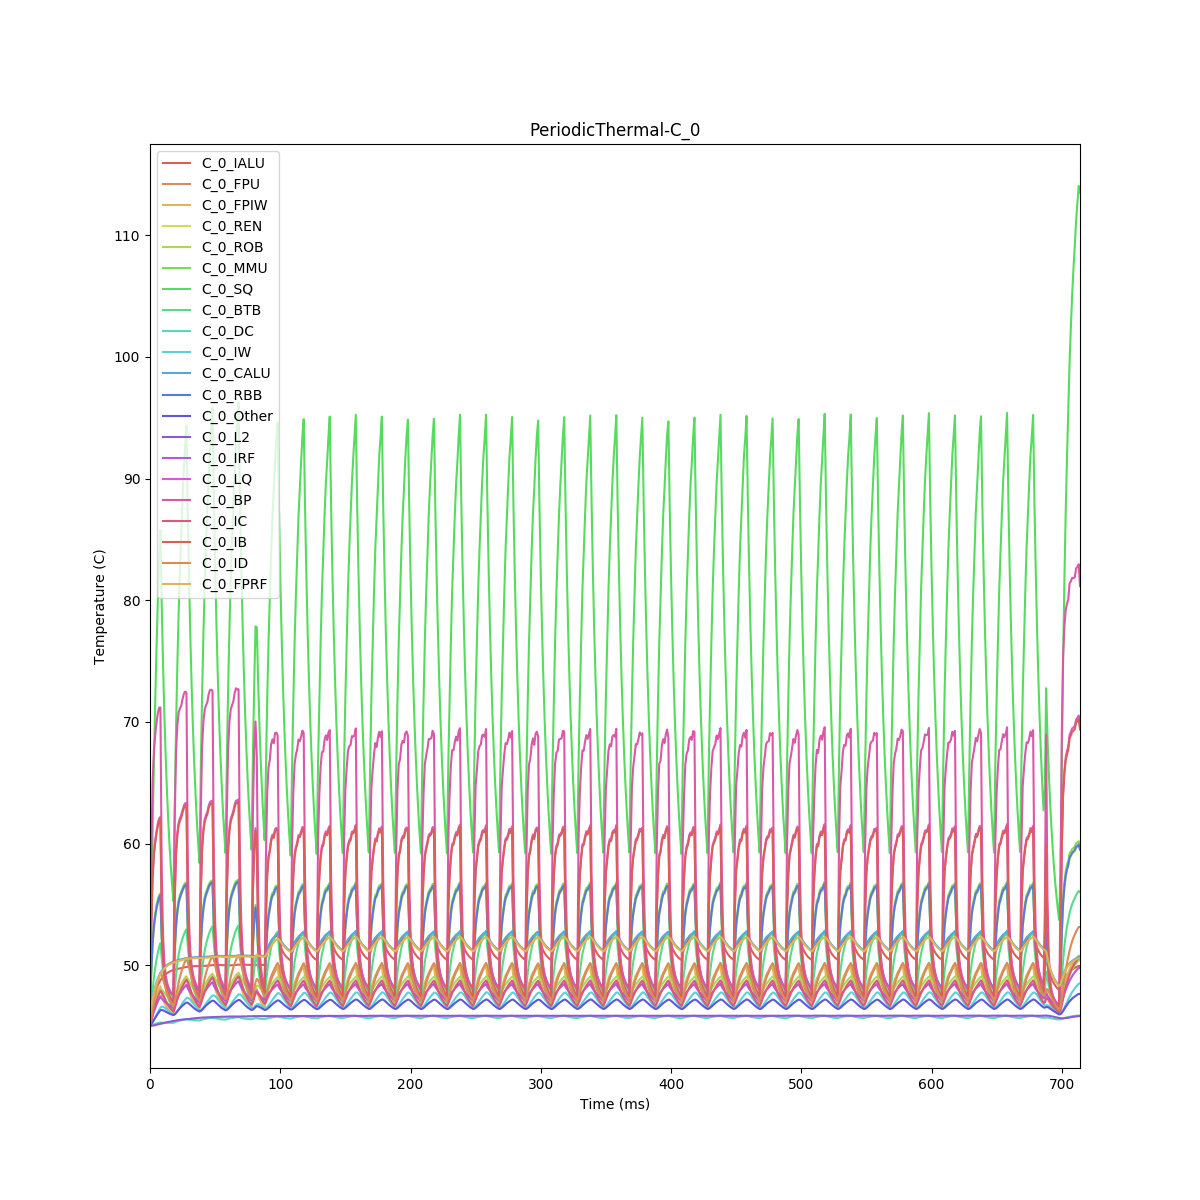 PeriodicThermal-C_0
C_0_IALU
C_0_FPU
C_0_FPIW
C_0_REN
C_0_ROB
C_0_MMU
C_0_SQ
C_0_BTB
C_0_DC
C_0_IW
C_0_CALU
C_0_RBB
C_0_Other
C_0_L2
C_0_IRF
C_0_LQ
C_0_BP
C_0_IC
C_0_IB
C_0_ID
C_0_FPRF
110
100
90
80
70
60
50
Temperature (C)
0 100 200 300 400 500 600 700
Time (ms)